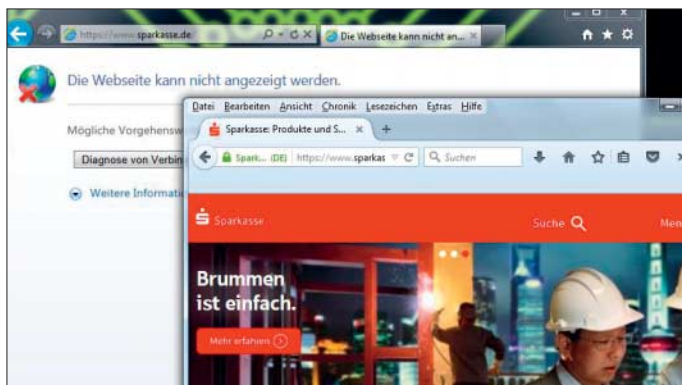 https://www.sparkasse.de/
Die Webseite kann nicht an...
Die Webseite kann nicht angezeigt werden.
Mögliche Vorgehensw
Diagnose von Verbin
Weitere Informatio
Datei Bearbeiten Ansicht Chronik Lesezeichen Extras Hilfe
Sparkasse: Produkte und S...
Spark... (DE) https://www.sparkas
Suchen
Sparkasse
Suche
Men
Brummen
ist einfach.
Mehr erfahren